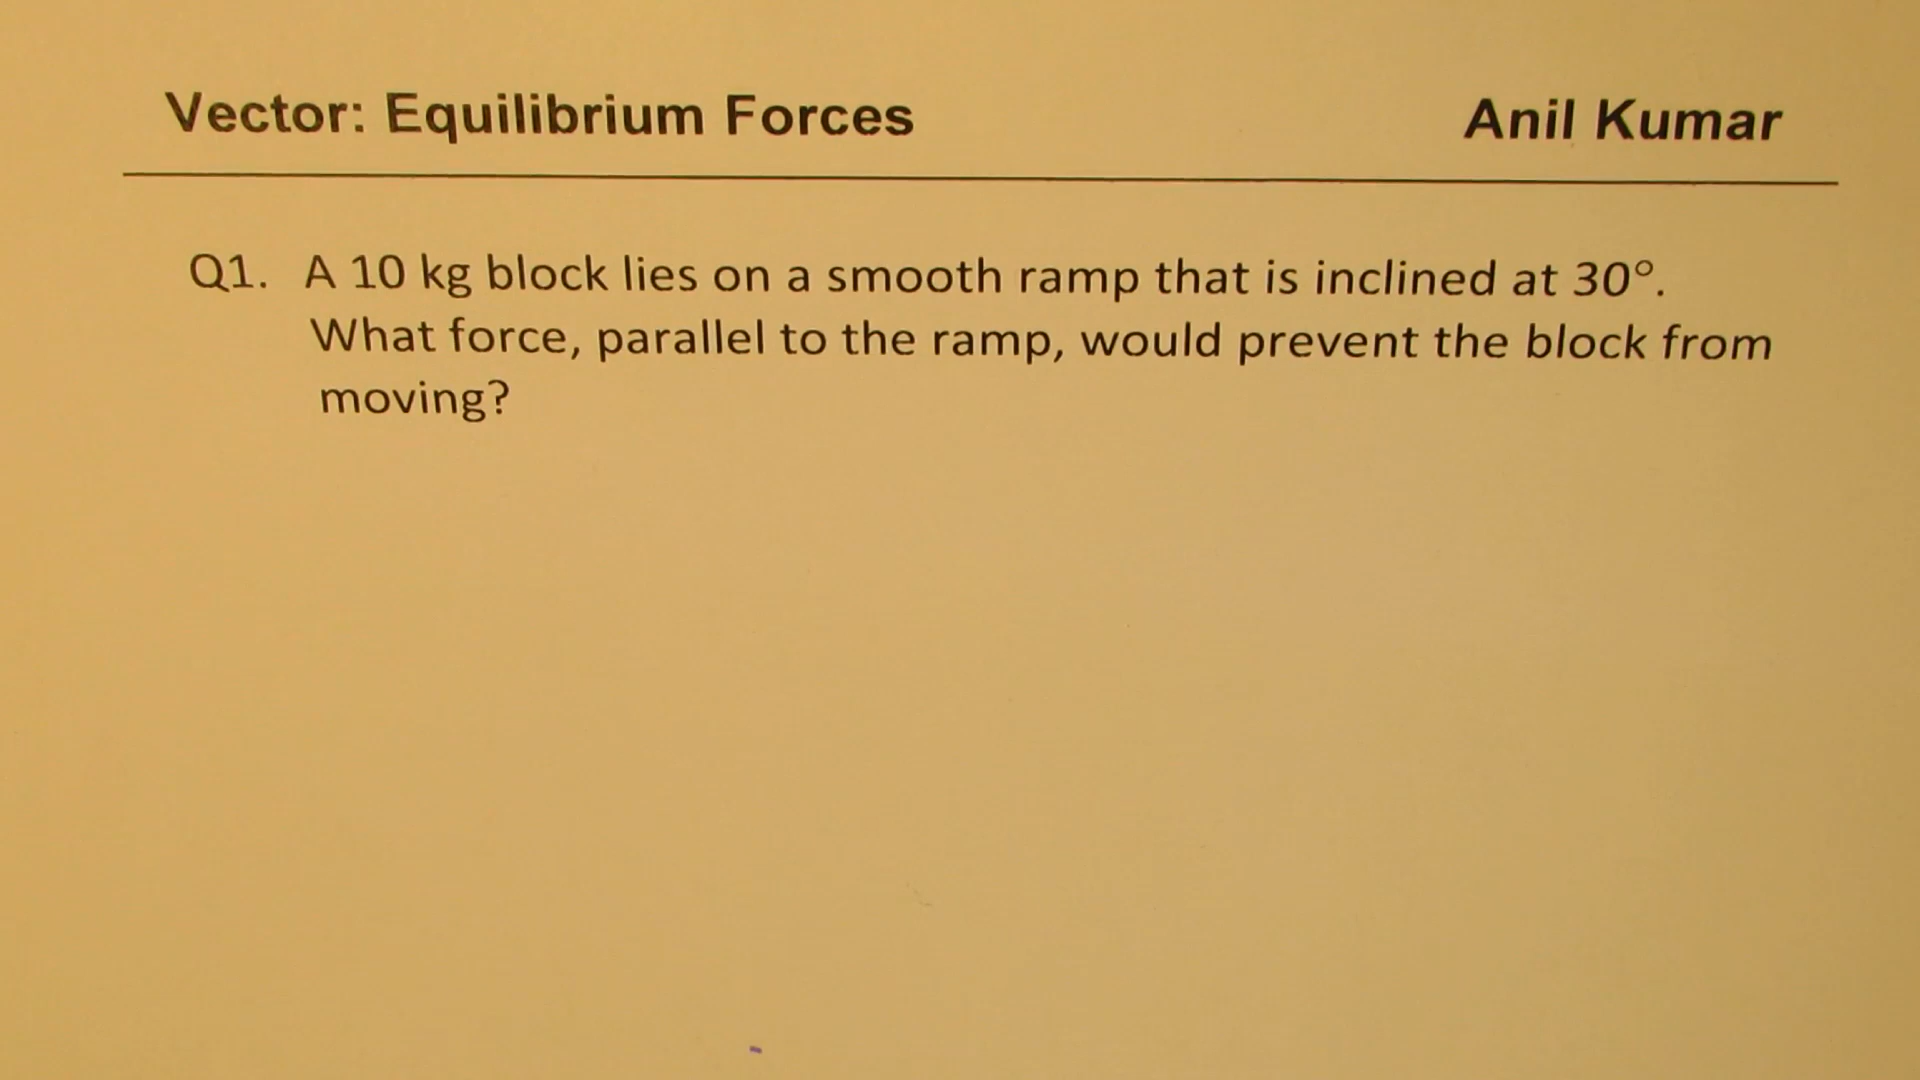 Vector: Equilibrium Forces Anil Kumar
Q1. A 10 kg block lies on a smooth ramp that is inclined at 30°.
What force, parallel to the ramp, would prevent the block from
moving?